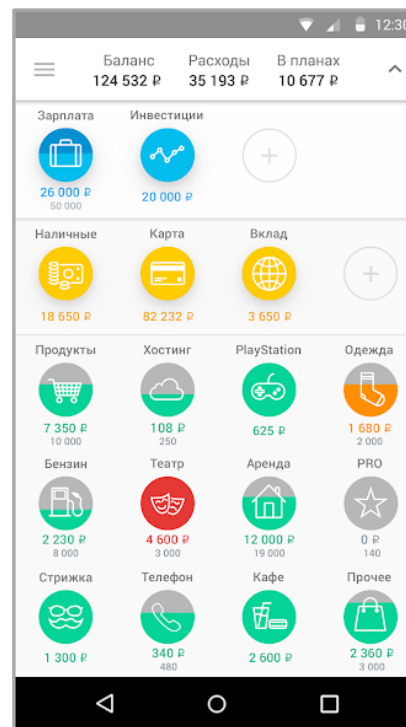 12:30
Баланс Расходы В планах
124 532 ₽ 35 193 ₽ 10 677 ₽
Зарплата Инвестиции
26 000 ₽ 20 000 ₽
50 000
Наличные Карта Вклад
18 650 ₽ 82 232 ₽ 3 650 ₽
Продукты Хостинг PlayStation Одежда
7 350 ₽ 108 ₽ 625 ₽ 1 680 ₽
10 000 250 2 000
Бензин Театр Аренда PRO
2 230 ₽ 4 600 ₽ 12 000 ₽ 0 ₽
8 000 3 000 19 000 140
Стрижка Телефон Кафе Прочее
1 300 ₽ 340 ₽ 2 600 ₽ 2 360 ₽
480 3 000